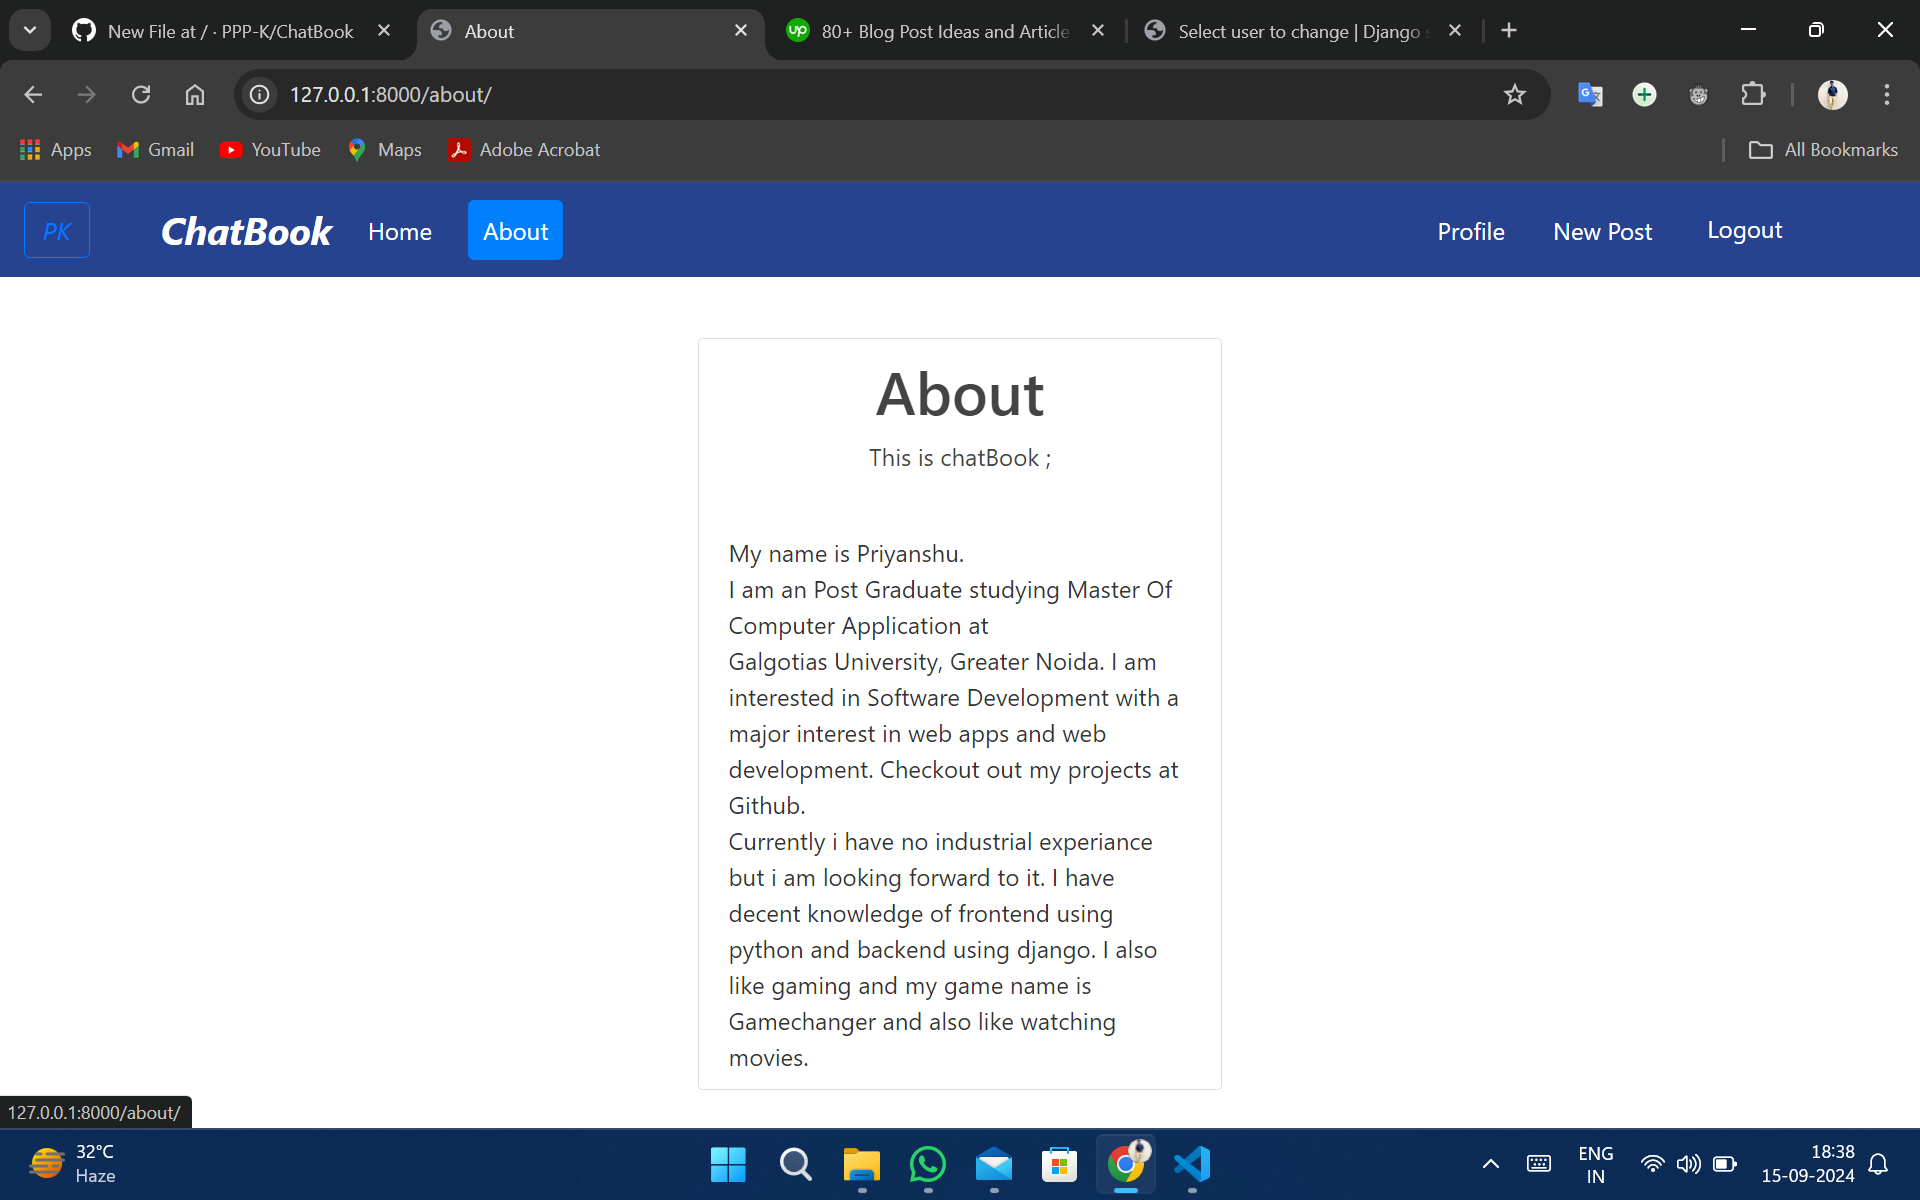 New File at / · PPP-K/ChatBook
About
up
80+ Blog Post Ideas and Article
Select user to change | Django
127.0.0.1:8000/about/
Apps
Gmail
YouTube
Maps
Adobe Acrobat
All Bookmarks
PK
ChatBook
Home
About
Profile
New Post
Logout
About
This is chatBook ;
My name is Priyanshu.
I am an Post Graduate studying Master Of
Computer Application at
Galgotias University, Greater Noida. I am
interested in Software Development with a
major interest in web apps and web
development. Checkout out my projects at
Github.
Currently i have no industrial experiance
but i am looking forward to it. I have
decent knowledge of frontend using
python and backend using django. I also
like gaming and my game name is
Gamechanger and also like watching
movies.
127.0.0.1:8000/about/
32°C
Haze
ENG
IN
18:38
15-09-2024